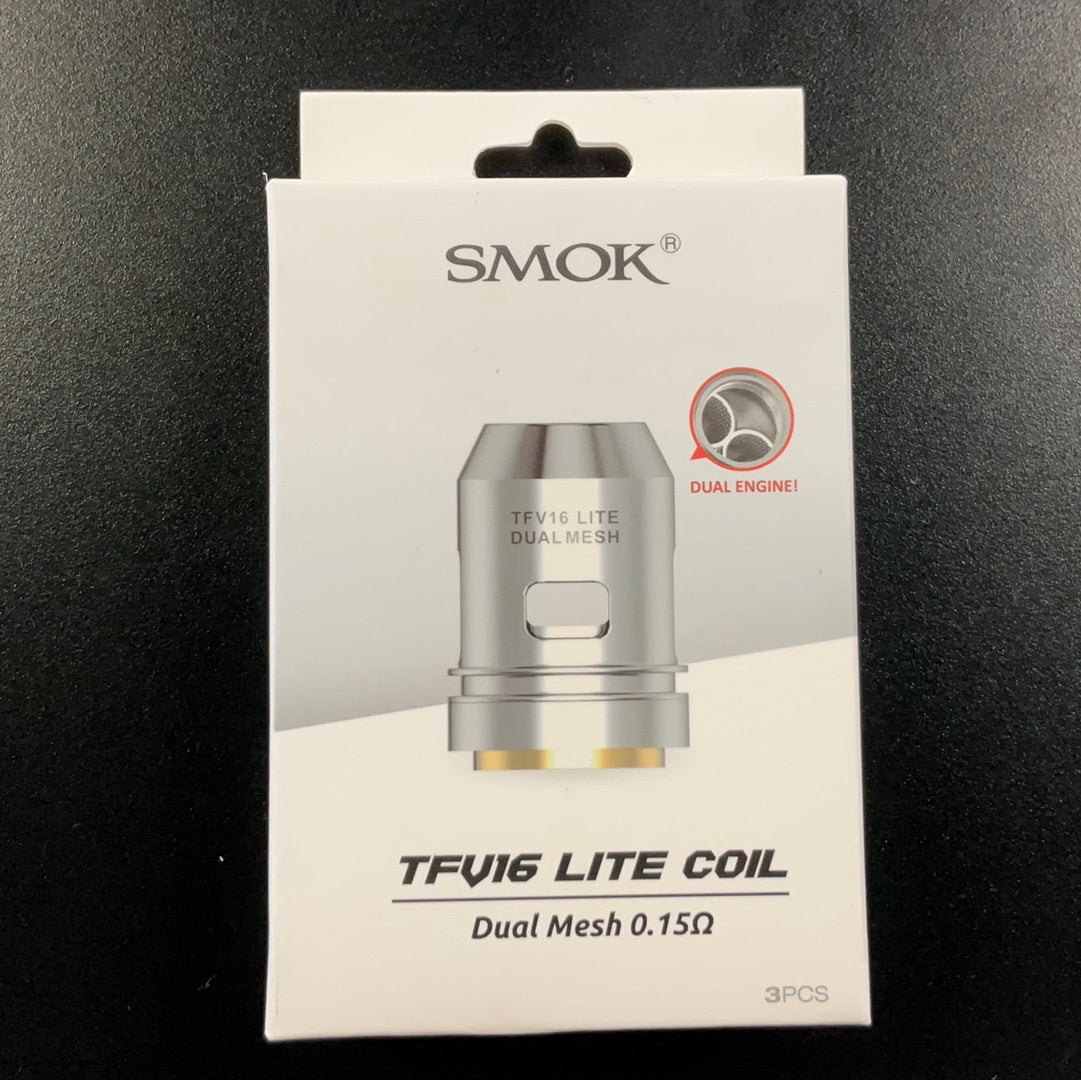 SMOK®
DUAL ENGINE!
TFV16 LITE
DUAL MESH
TFV16 LITE COIL
Dual Mesh 0.15Ω
3PCS